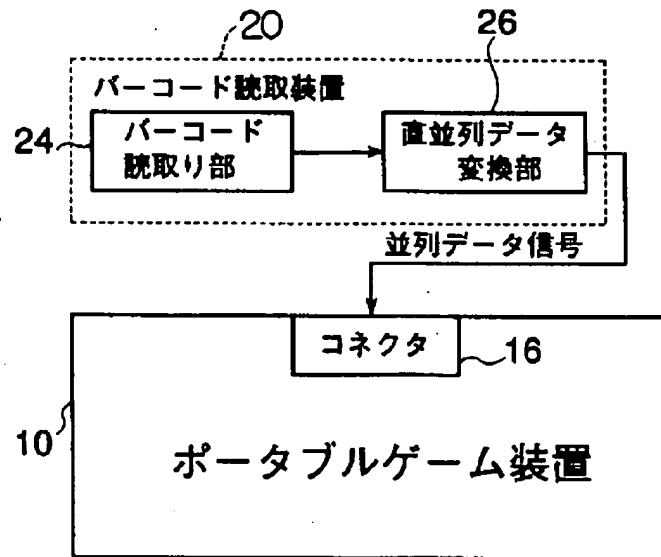 20
26
バーコード読取装置
24
バーコード
読取り部
直並列データ
変換部
並列データ信号
コネクタ
16
10
ポータブルゲーム装置